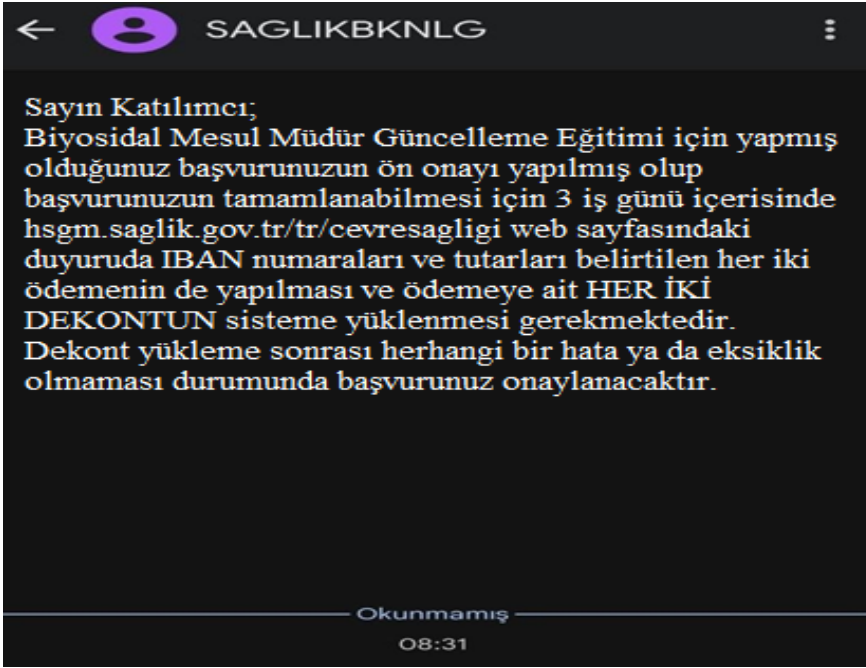 SAGLIKBKNLG
Sayın Katılımcı;
Biyosidal Mesul Müdür Güncelleme Eğitimi için yapmış
olduğunuz başvurunuzun ön onayı yapılmış olup
başvurunuzun tamamlanabilmesi için 3 iş günü içerisinde
hsgm.saglik.gov.tr/tr/cevresagligi web sayfasındaki
duyuruda IBAN numaraları ve tutarları belirtilen her iki
ödemenin de yapılması ve ödemeye ait HER İKİ
DEKONTUN sisteme yüklenmesi gerekmektedir.
Dekont yükleme sonrası herhangi bir hata ya da eksiklik
olmaması durumunda başvurunuz onaylanacaktır.
Okunmamış
08:31